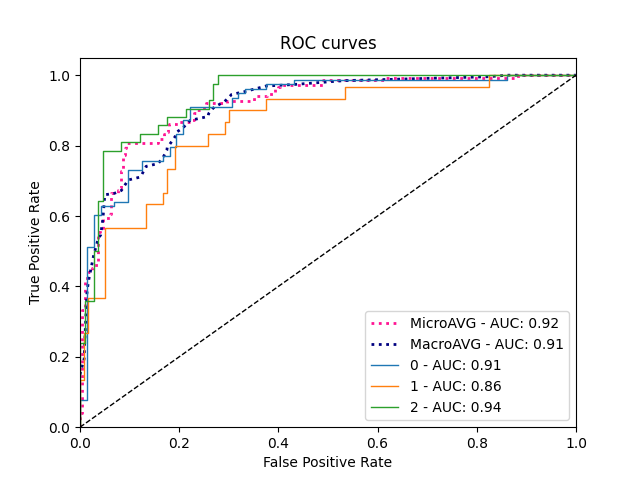 ROC curves
True Positive Rate
1.0
0.8
0.6
0.4
0.2
0.0
0.0 0.2 0.4 0.6 0.8 1.0
False Positive Rate
MicroAVG - AUC: 0.92
MacroAVG - AUC: 0.91
0 - AUC: 0.91
1 - AUC: 0.86
2 - AUC: 0.94